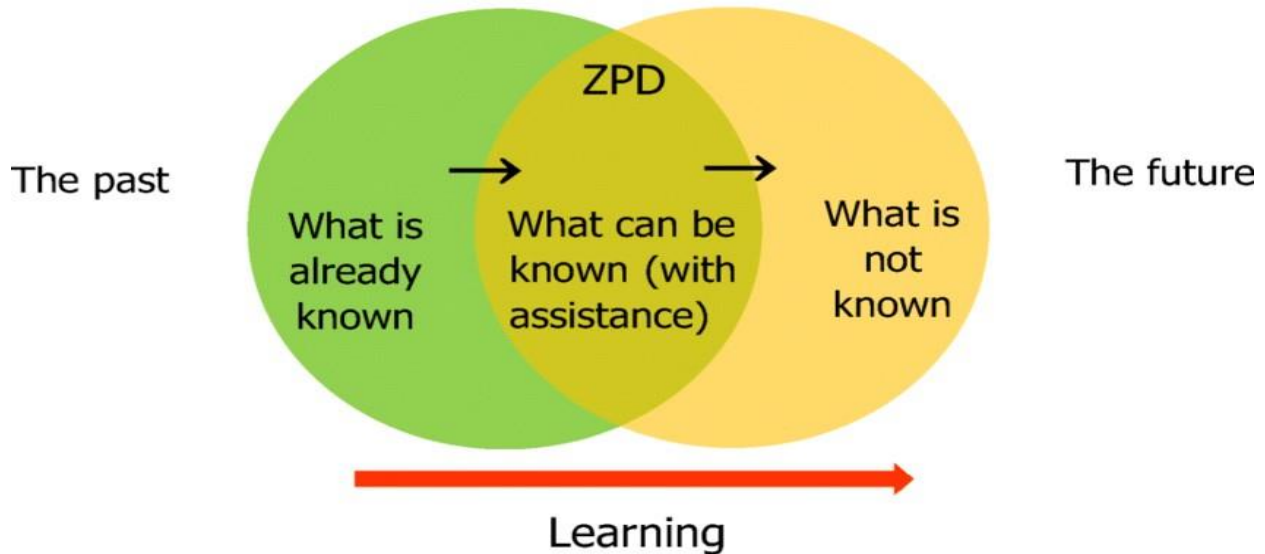 ZPD
The past
What is
already
known
What can be
known (with
assistance)
What is
not
known
The future
Learning